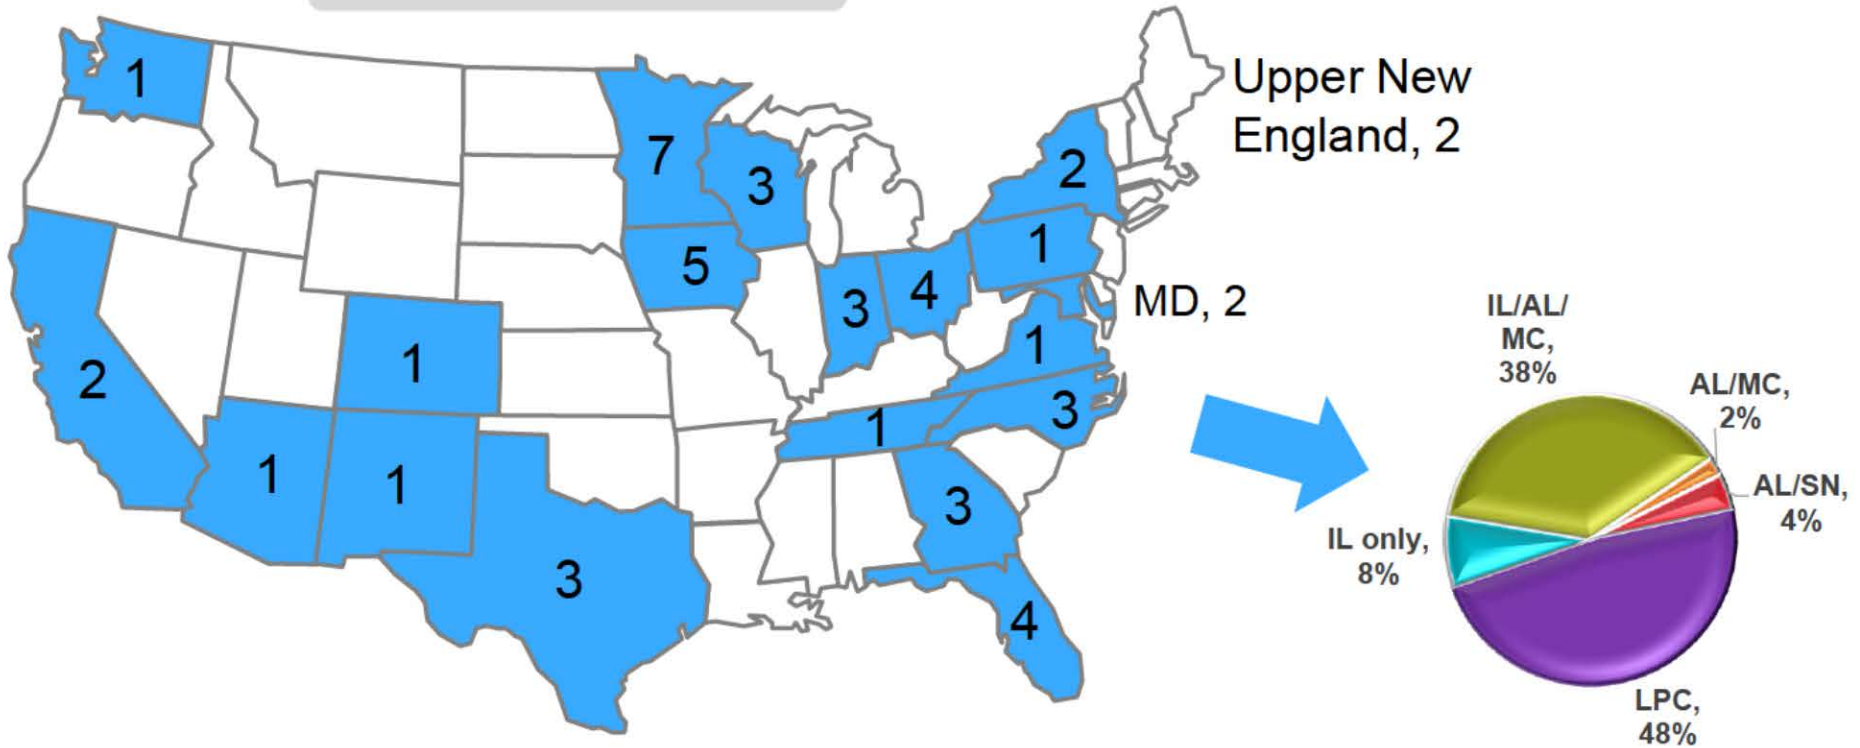 1
7
3
2
Upper New
England, 2
5
3
4
1
MD, 2
2
1
1
1
3
1
1
3
3
4
IL/AL/
MC,
38%
AL/MC,
2%
AL/SN,
4%
IL only,
8%
LPC,
48%
3